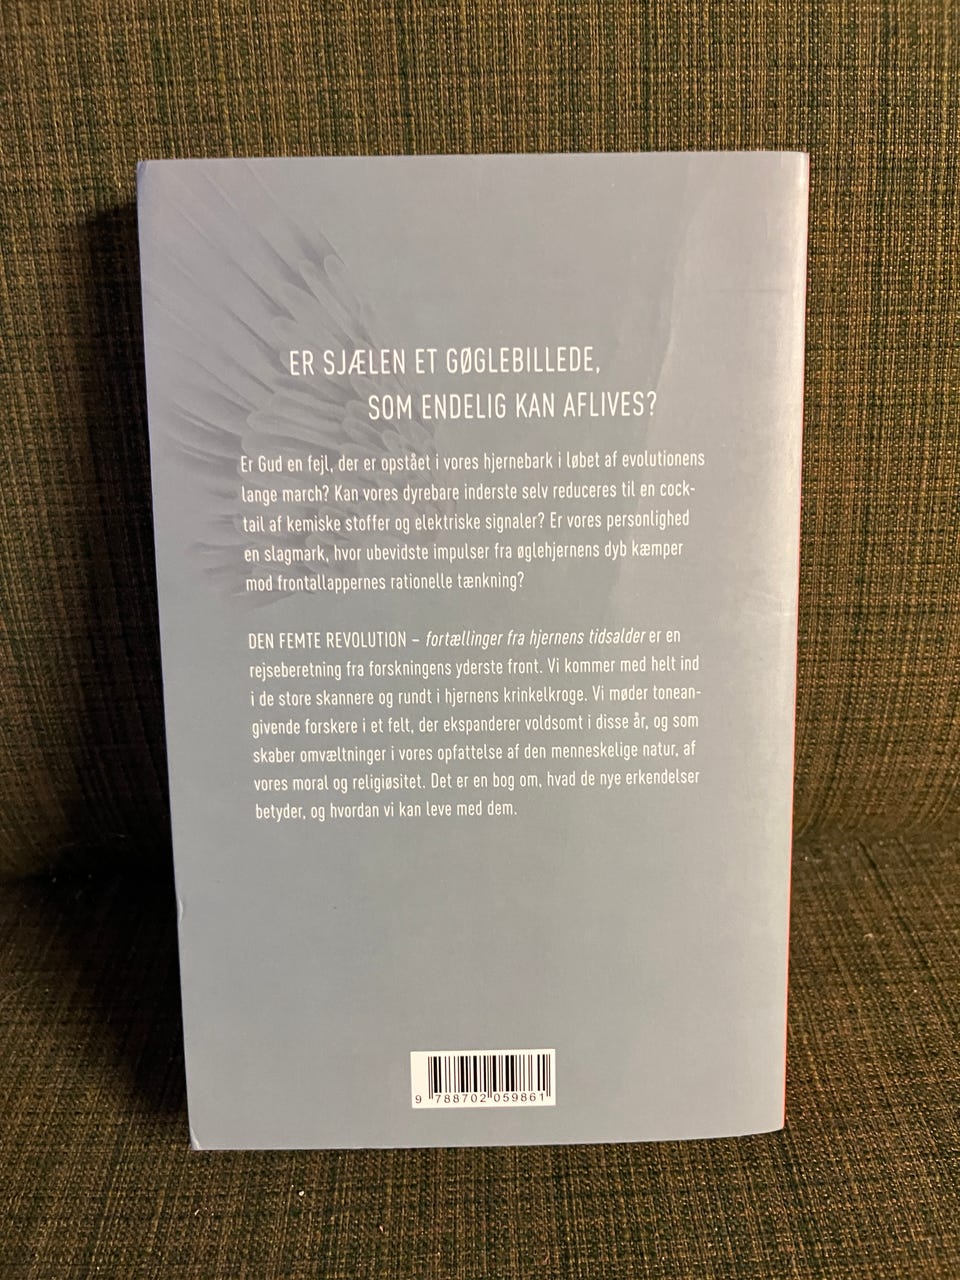 ER SJÆLEN ET GØGLEBILLEDE,
SOM ENDELIG KAN AFLIVES?
Er Gud en fejl, der er opstået i vores hjernebark i løbet af evolutionens
lange march? Kan vores dyrebare inderste selv reduceres til en cock-
tail af kemiske stoffer og elektriske signaler? Er vores personlighed
en slagmark, hvor ubevidste impulser fra øglehjernens dyb kæmper
mod frontallappernes rationelle tænkning?
DEN FEMTE REVOLUTION – fortællinger fra hjernens tidsalder er en
rejseberetning fra forskningens yderste front. Vi kommer med helt ind
i de store skannere og rundt i hjernens krinkelkroge. Vi møder tonean-
givende forskere i et felt, der ekspanderer voldsomt i disse år, og som
skaber omvæltninger i vores opfattelse af den menneskelige natur, af
vores moral og religiøsitet. Det er en bog om, hvad de nye erkendelser
betyder, og hvordan vi kan leve med dem.
9 788702 059861